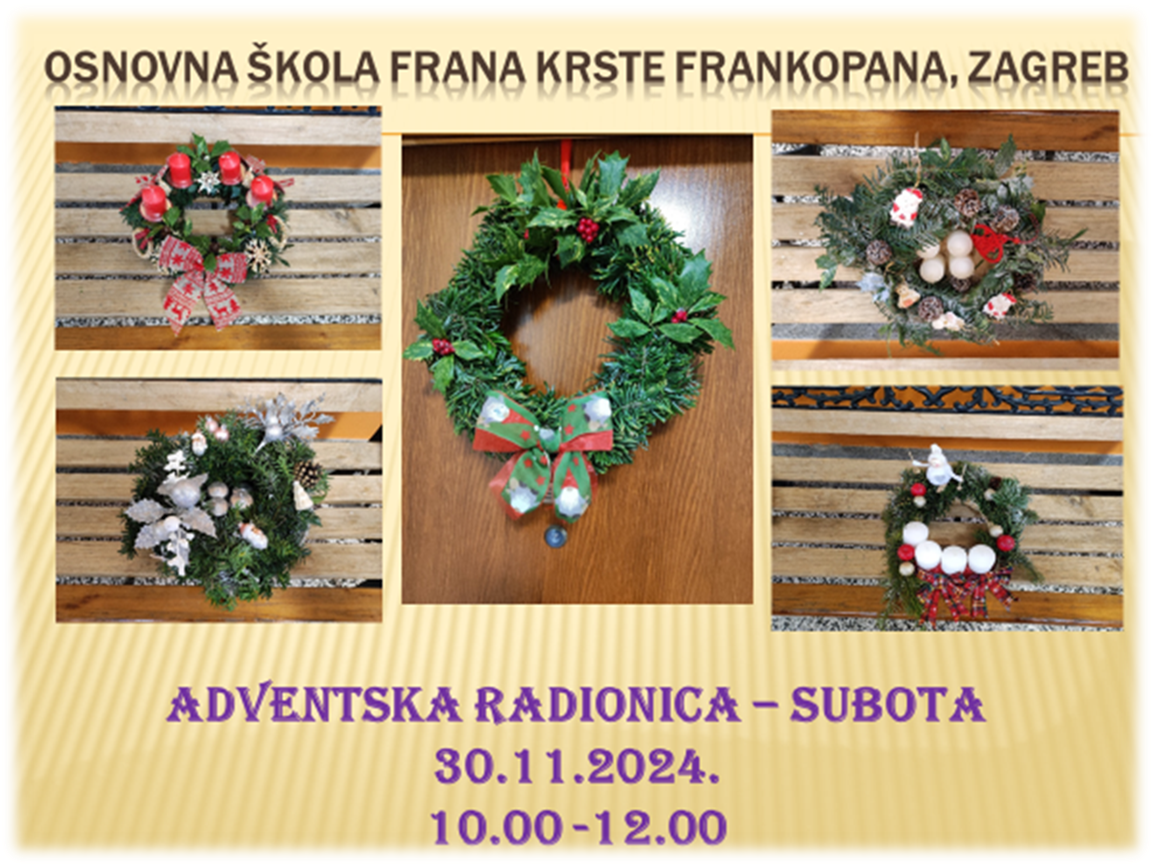 OSNOVNA ŠKOLA FRANA KRSTE FRANKOPANA, ZAGREB
ADVENTSKA RADIONICA – SUBOTA
30.11.2024.
10.00 -12.00